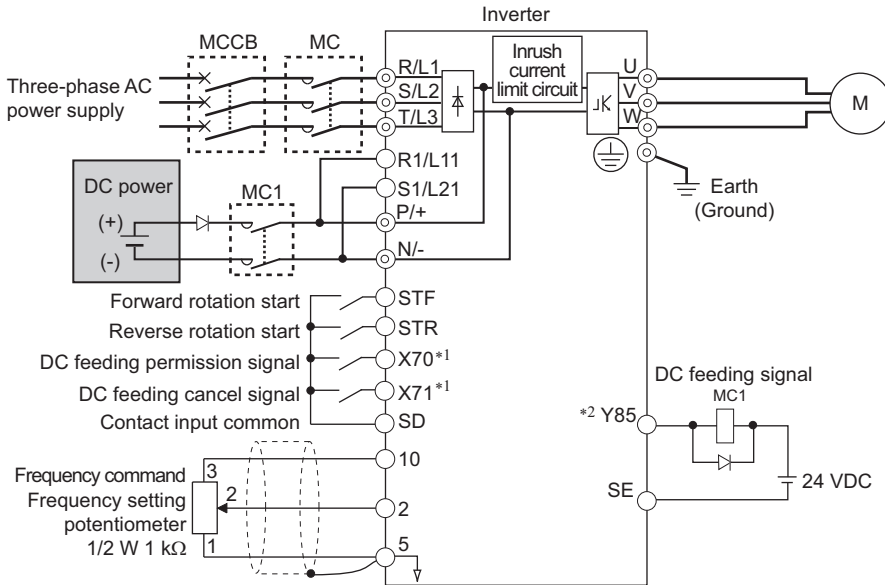 Inverter
MCCB
MC
Three-phase AC
power supply
R/L1
S/L2
T/L3
Inrush
current
limit circuit
U
V
W
M
R1/L11
S1/L21
DC power
(+)
(-)
MC1
P/+
N/-
Earth
(Ground)
Forward rotation start
STF
Reverse rotation start
STR
DC feeding permission signal
X70*1
DC feeding cancel signal
X71*1
Contact input common
SD
DC feeding signal
MC1
*2 Y85
24 VDC
SE
Frequency command
Frequency setting
potentiometer
1/2 W 1 kΩ
3
2
1
10
2
5